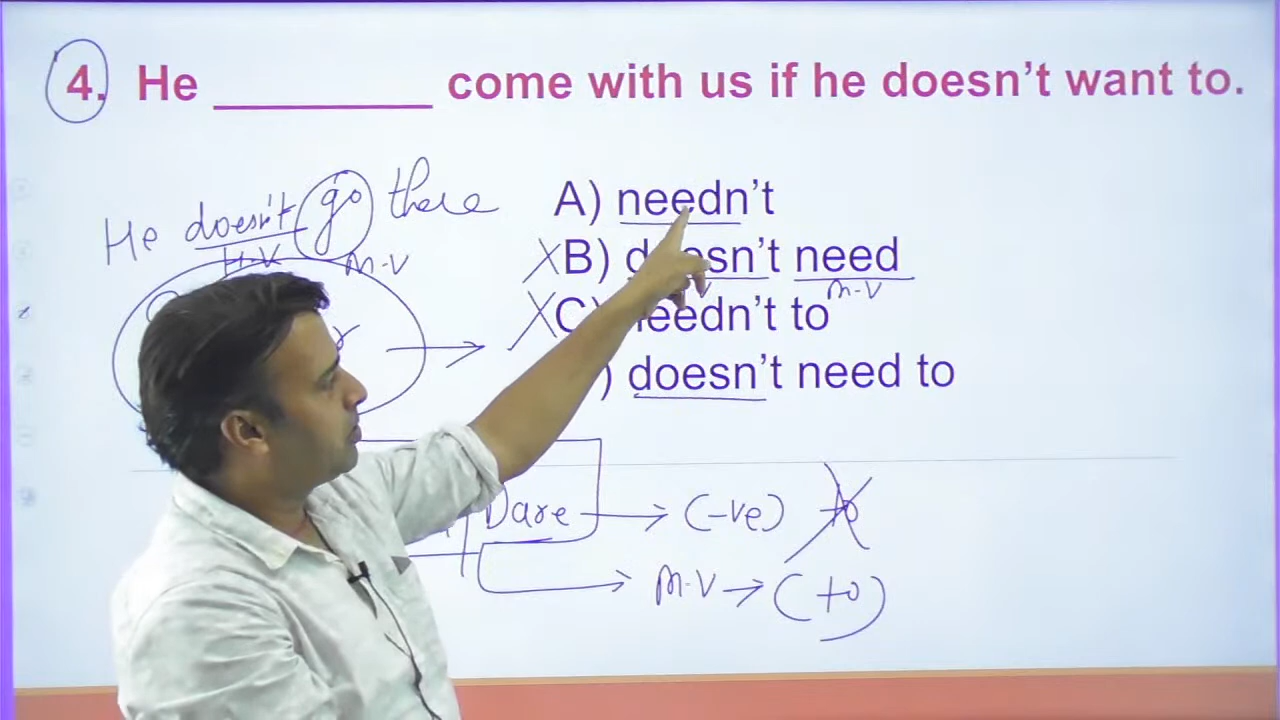 4. He ________ come with us if he doesn't want to.
He doesn't go there
H-V M-V
A) needn't
B) doesn't need
m-v
C) needn't to
) doesn't need to
Dare → (-ve) to
M-V → (to)